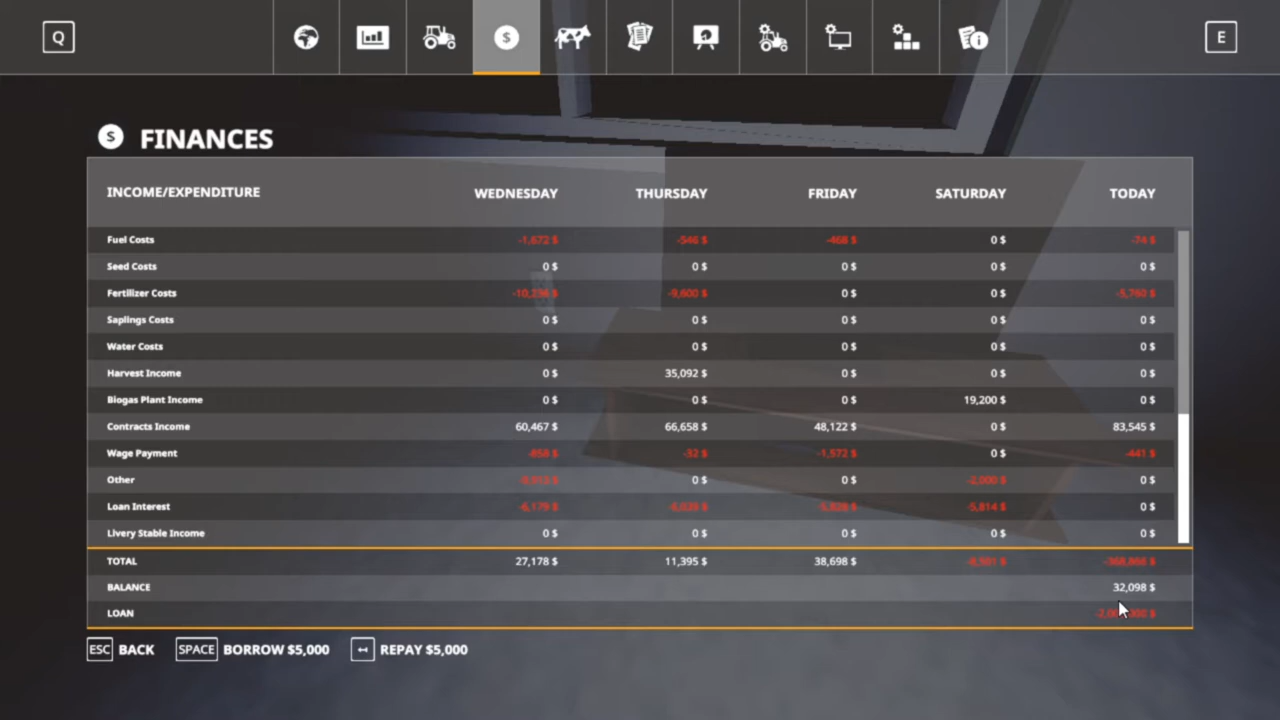 Q
$
E
$ FINANCES
INCOME/EXPENDITURE WEDNESDAY THURSDAY FRIDAY SATURDAY TODAY
Fuel Costs -1,672 $ -546 $ -468 $ 0 $ -74 $
Seed Costs 0 $ 0 $ 0 $ 0 $ 0 $
Fertilizer Costs -9,600 $ 0 $ 0 $ -5,760 $
Saplings Costs 0 $ 0 $ 0 $ 0 $ 0 $
Water Costs 0 $ 0 $ 0 $ 0 $ 0 $
Harvest Income 0 $ 35,092 $ 0 $ 0 $ 0 $
Biogas Plant Income 0 $ 0 $ 0 $ 19,200 $ 0 $
Contracts Income 60,467 $ 66,658 $ 48,122 $ 0 $ 83,545 $
Wage Payment -32 $ -1,572 $ 0 $ -441 $
Other 0 $ 0 $ -2,000 $ 0 $
Loan Interest -6,179 $ -5,814 $ 0 $
Livery Stable Income 0 $ 0 $ 0 $ 0 $ 0 $
TOTAL 27,178 $ 11,395 $ 38,698 $
BALANCE 32,098 $
LOAN
ESC BACK SPACE BORROW $5,000 ↔ REPAY $5,000